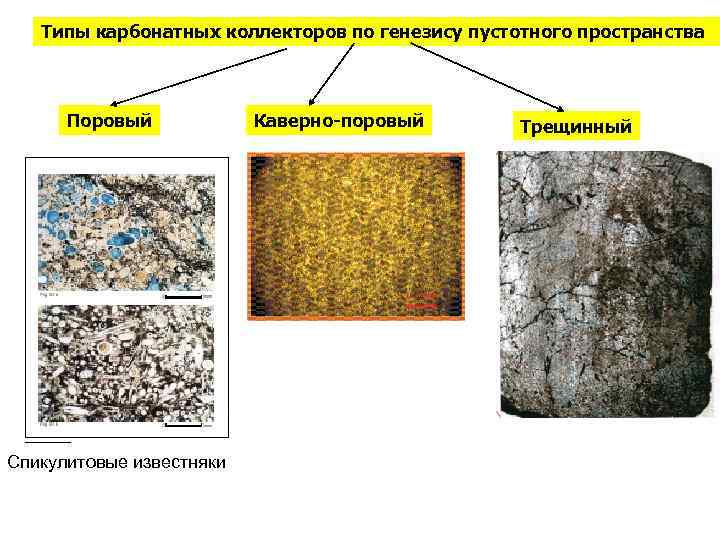 Типы карбонатных коллекторов по генезису пустотного пространства
Поровый
Каверно-поровый
Трещинный
Спикулитовые известняки